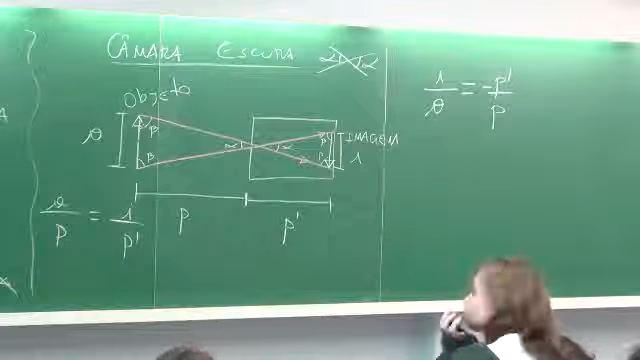 CÂMARA ESCURA
Objeto
IMAGEM
o
i
β
β
α
α
p
p'
o/p = i/p'
i/o = -p'/p